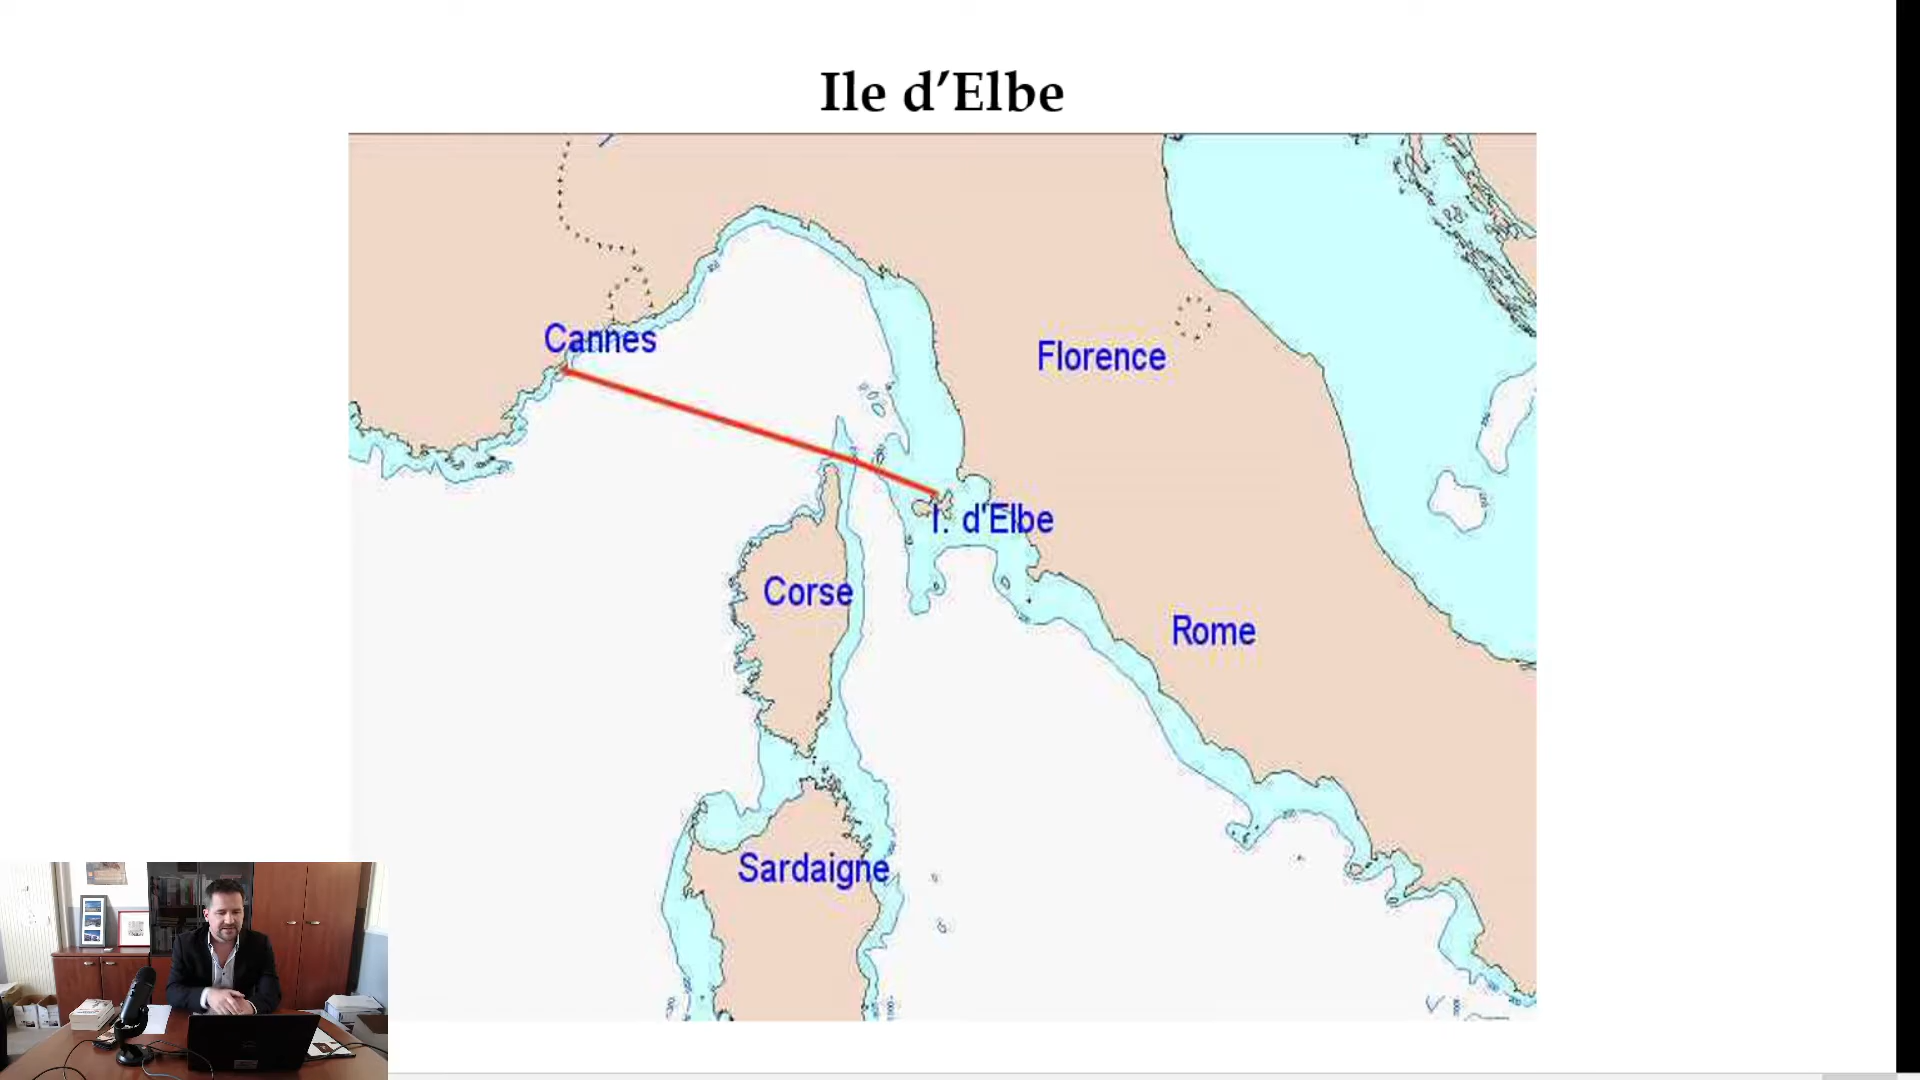 Ile d’Elbe
Cannes
Florence
I. d'Elbe
Corse
Rome
Sardaigne